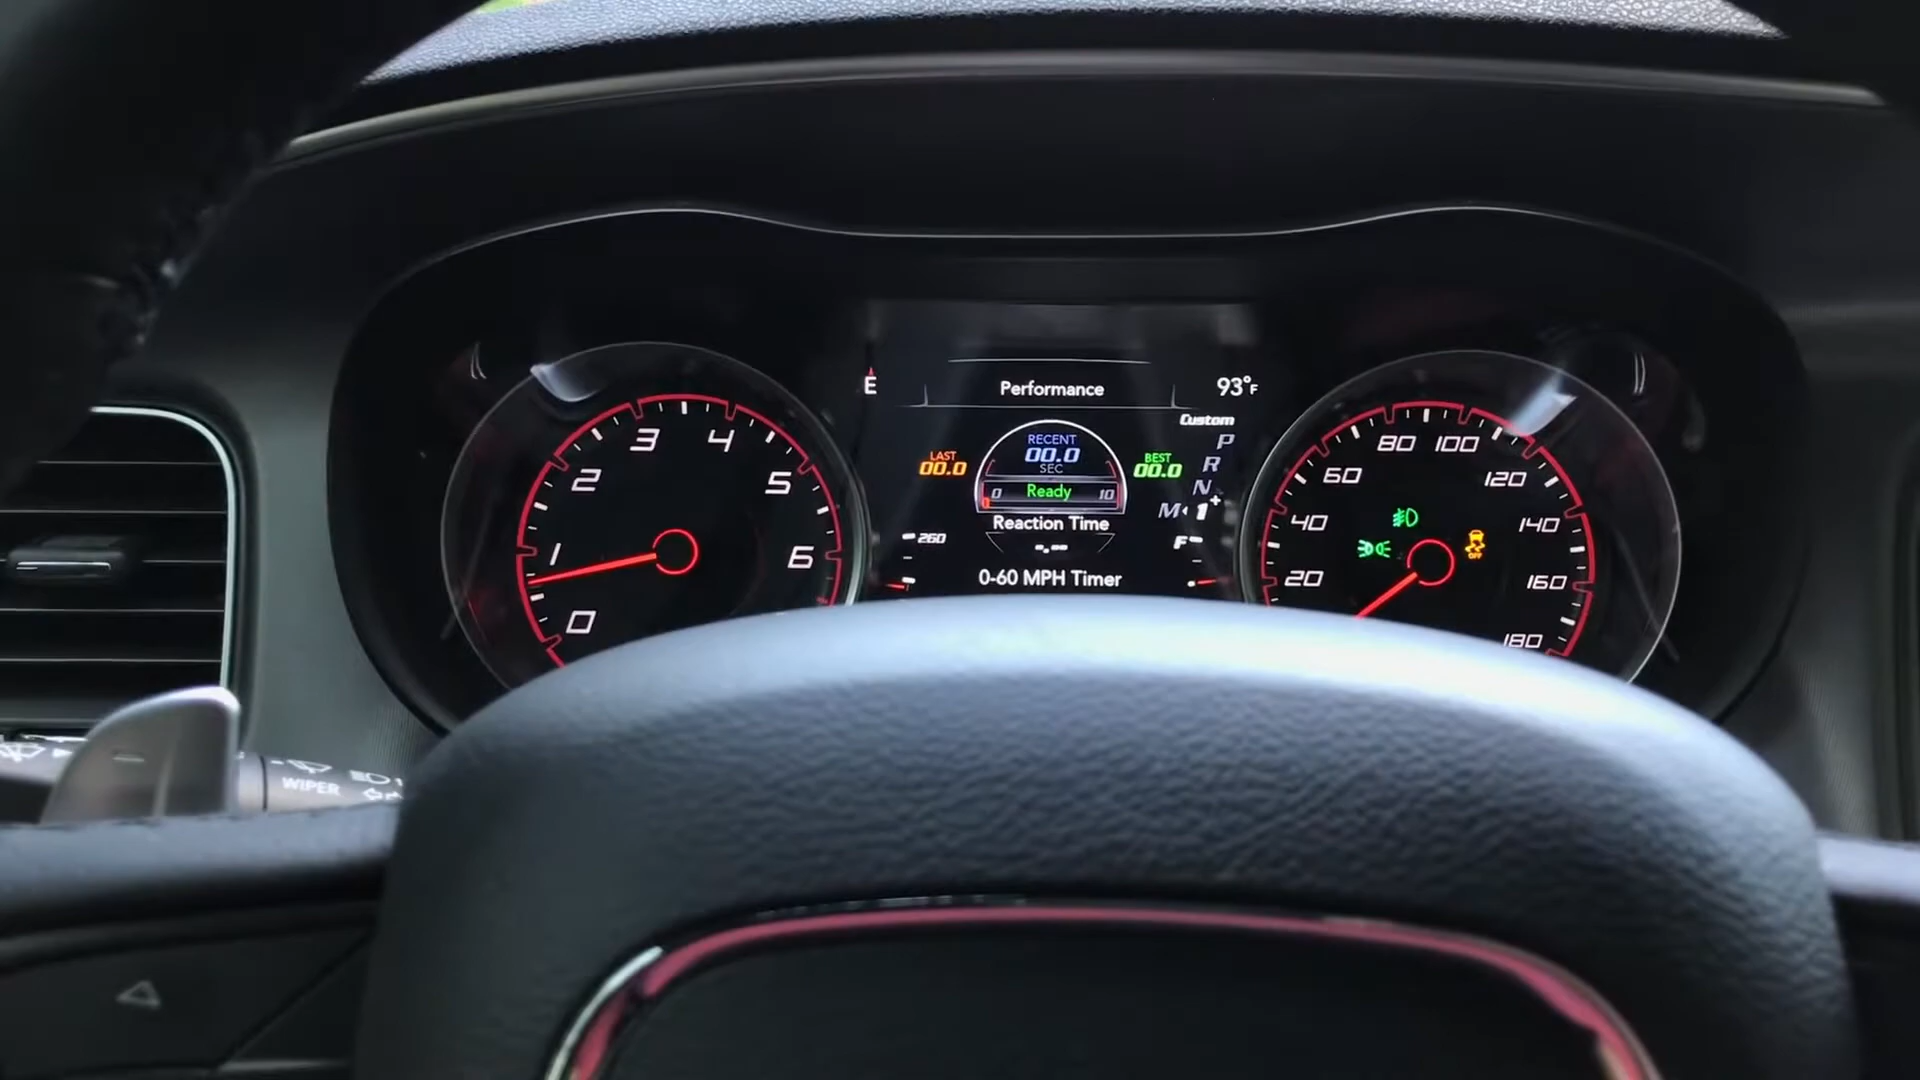 E
Performance
93°F
Custom
RECENT
00.0
SEC
LAST
00.0
BEST
00.0
Ready
0
10
Reaction Time
-.--
0-60 MPH Timer
P
R
N
M 1 +
260
F
0
1
2
3
4
5
6
20
40
60
80
100
120
140
160
180
OFF
WIPER